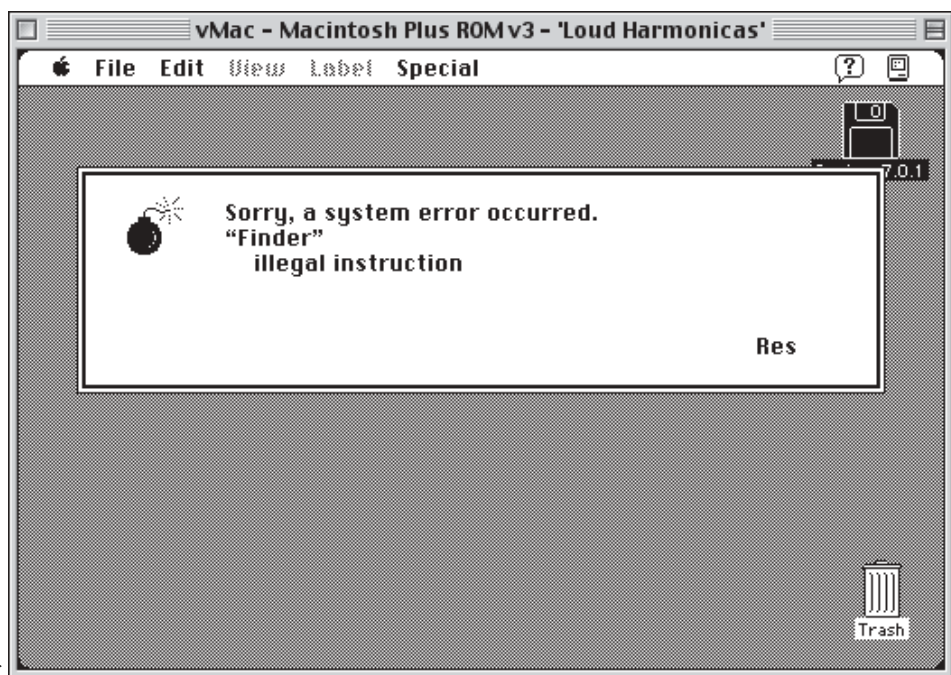 vMac - Macintosh Plus ROM v3 - 'Loud Harmonicas'
File Edit View Label Special
7.0.1
Sorry, a system error occurred.
“Finder”
illegal instruction
Res
Trash